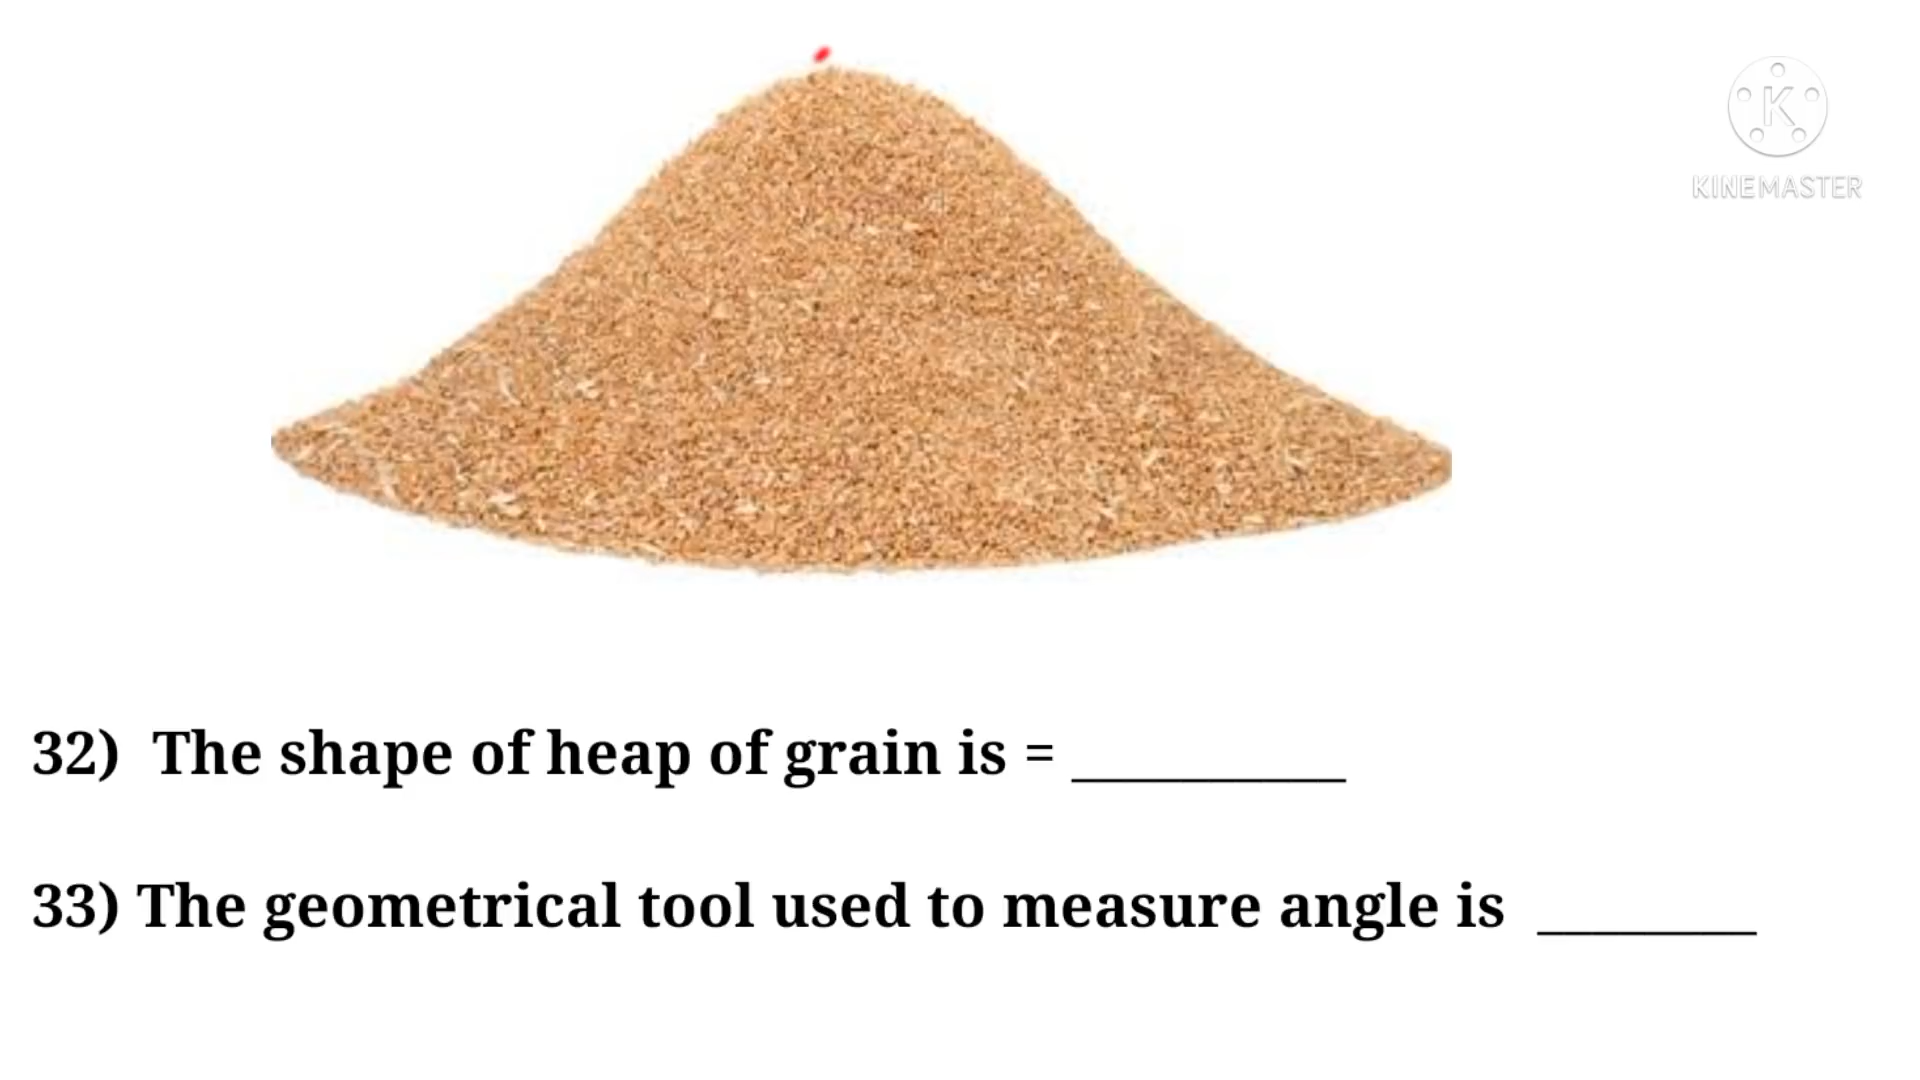 K
KINEMASTER
32) The shape of heap of grain is = __________
33) The geometrical tool used to measure angle is ________